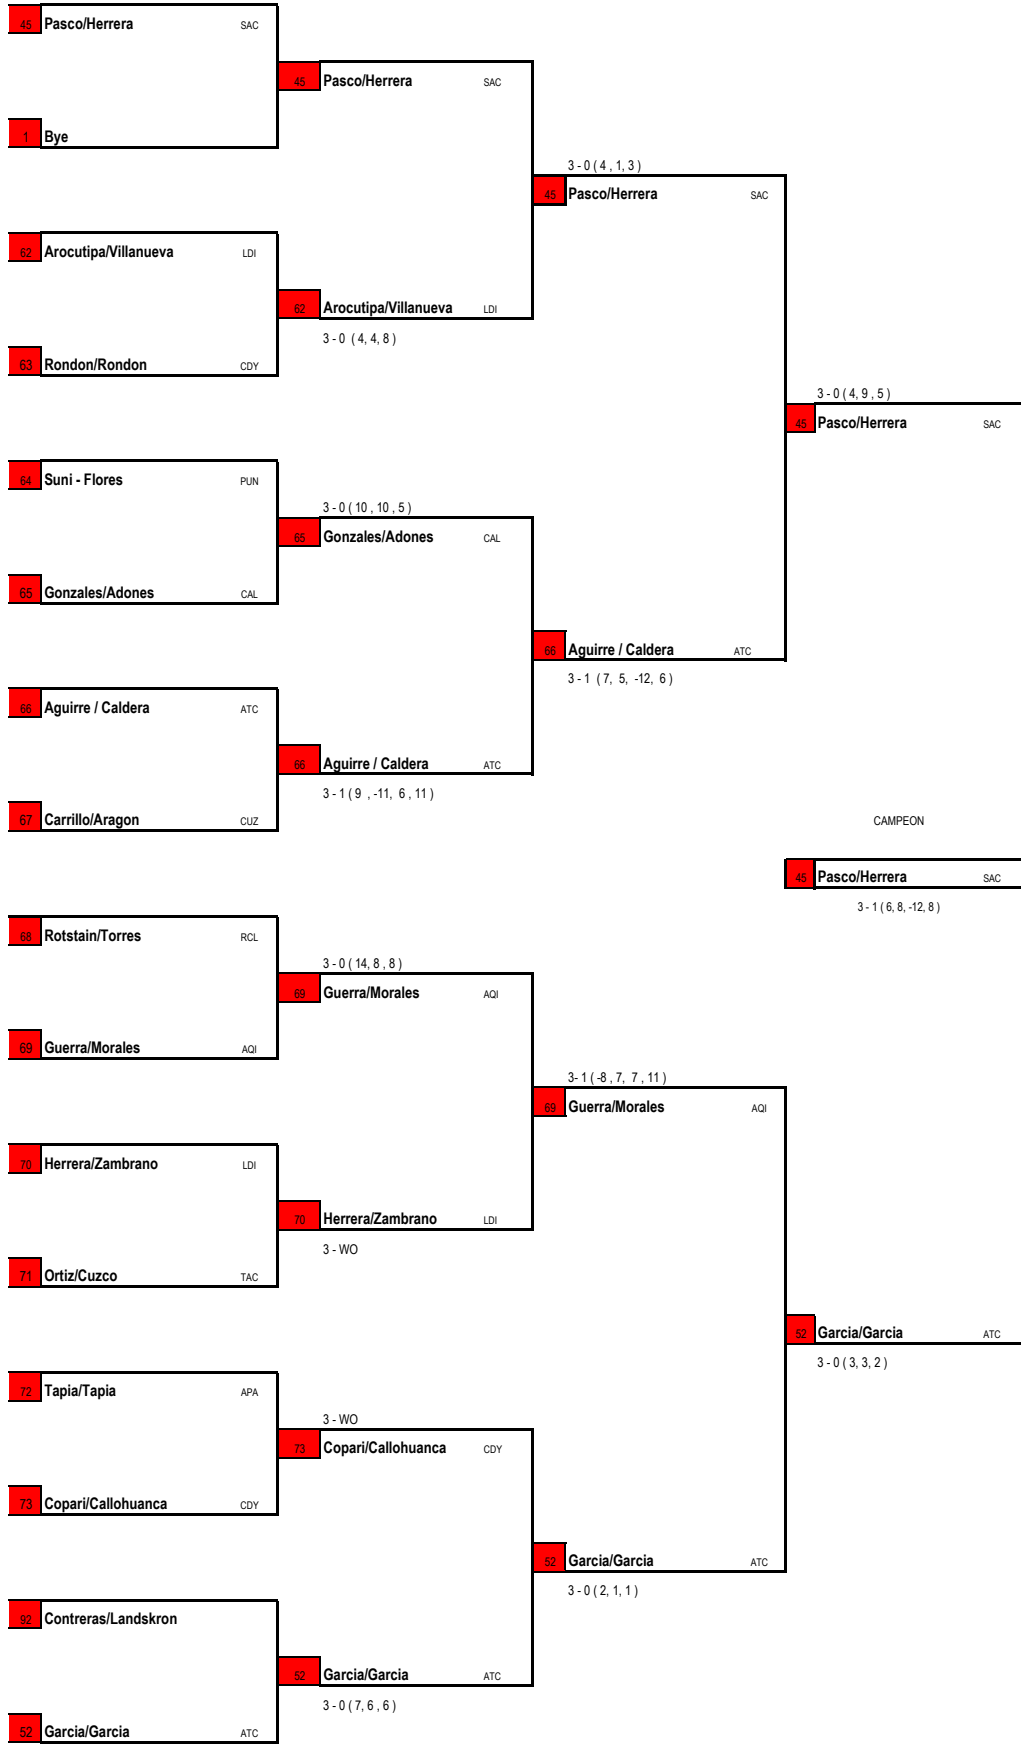 45 Pasco/Herrera SAC
45 Pasco/Herrera SAC
1 Bye
3 - 0 ( 4 , 1, 3 )
45 Pasco/Herrera SAC
62 Arocutipa/Villanueva LDI
62 Arocutipa/Villanueva LDI
3 - 0 ( 4, 4, 8 )
63 Rondon/Rondon CDY
3 - 0 ( 4, 9 , 5 )
45 Pasco/Herrera SAC
64 Suni - Flores PUN
3 - 0 ( 10 , 10 , 5 )
65 Gonzales/Adones CAL
65 Gonzales/Adones CAL
66 Aguirre / Caldera ATC
3 - 1 ( 7, 5, -12, 6 )
66 Aguirre / Caldera ATC
66 Aguirre / Caldera ATC
3 - 1 ( 9 , -11, 6 , 11 )
67 Carrillo/Aragon CUZ
CAMPEON
45 Pasco/Herrera SAC
3 - 1 ( 6, 8, -12, 8 )
68 Rotstain/Torres RCL
3 - 0 ( 14, 8 , 8 )
69 Guerra/Morales AQI
69 Guerra/Morales AQI
3- 1 ( -8 , 7, 7 , 11 )
69 Guerra/Morales AQI
70 Herrera/Zambrano LDI
70 Herrera/Zambrano LDI
3 - WO
71 Ortiz/Cuzco TAC
52 Garcia/Garcia ATC
3 - 0 ( 3, 3, 2 )
72 Tapia/Tapia APA
3 - WO
73 Copari/Callohuanca CDY
73 Copari/Callohuanca CDY
52 Garcia/Garcia ATC
3 - 0 ( 2, 1, 1 )
92 Contreras/Landskron
52 Garcia/Garcia ATC
3 - 0 ( 7, 6 , 6 )
52 Garcia/Garcia ATC